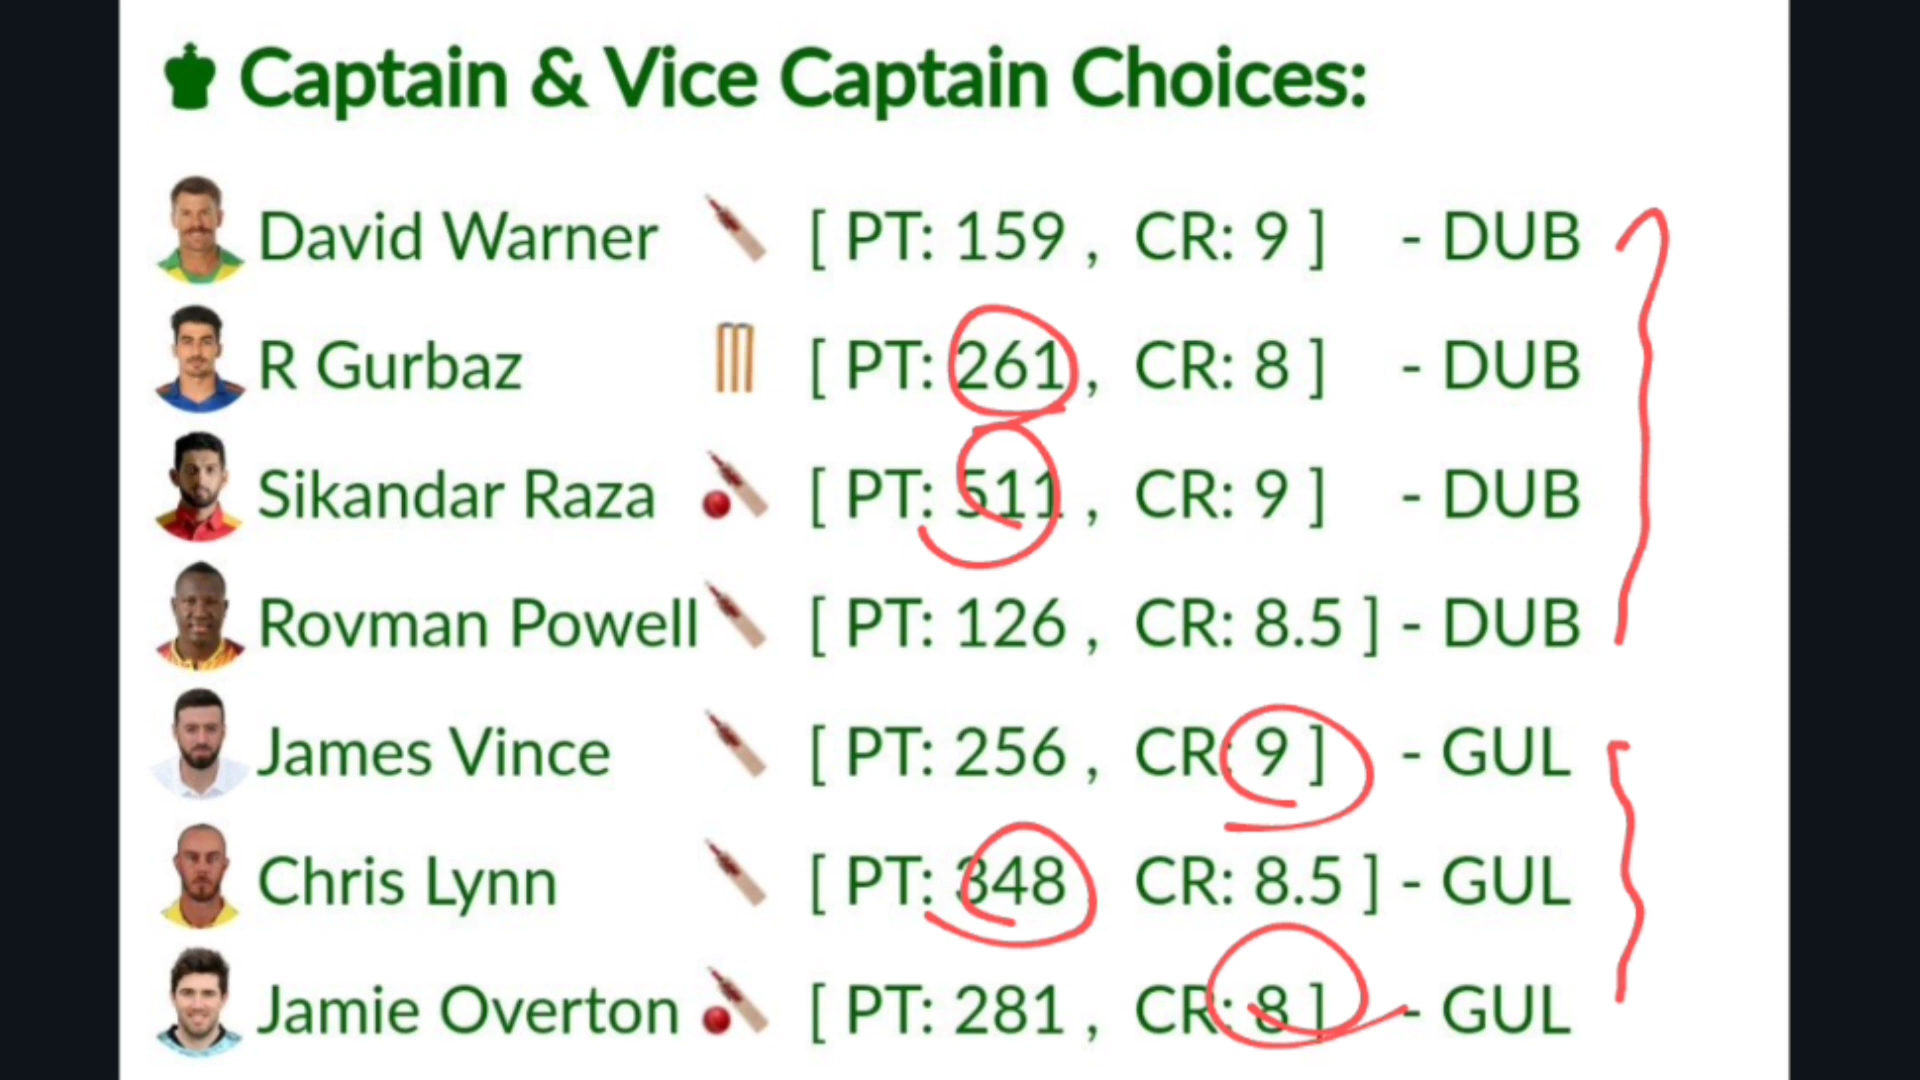 Captain & Vice Captain Choices:
David Warner [ PT: 159 , CR: 9 ] - DUB
R Gurbaz [ PT: 261 , CR: 8 ] - DUB
Sikandar Raza [ PT: 511 , CR: 9 ] - DUB
Rovman Powell [ PT: 126 , CR: 8.5 ] - DUB
James Vince [ PT: 256 , CR: 9 ] - GUL
Chris Lynn [ PT: 348 CR: 8.5 ] - GUL
Jamie Overton [ PT: 281 , CR: 8 ] - GUL